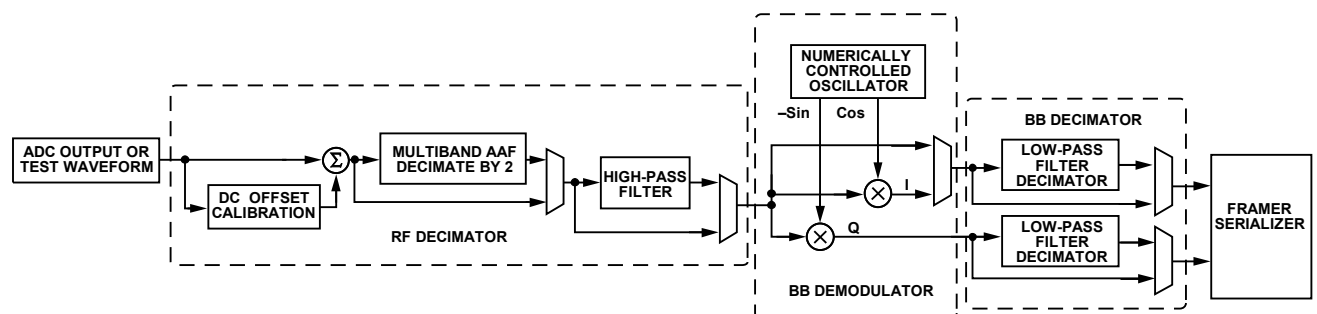 NUMERICALLY
CONTROLLED
OSCILLATOR
–Sin
Cos
BB DECIMATOR
ADC OUTPUT OR
TEST WAVEFORM
Σ
MULTIBAND AAF
DECIMATE BY 2
LOW-PASS
FILTER
DECIMATOR
HIGH-PASS
FILTER
I
DC OFFSET
CALIBRATION
FRAMER
SERIALIZER
RF DECIMATOR
Q
LOW-PASS
FILTER
DECIMATOR
BB DEMODULATOR